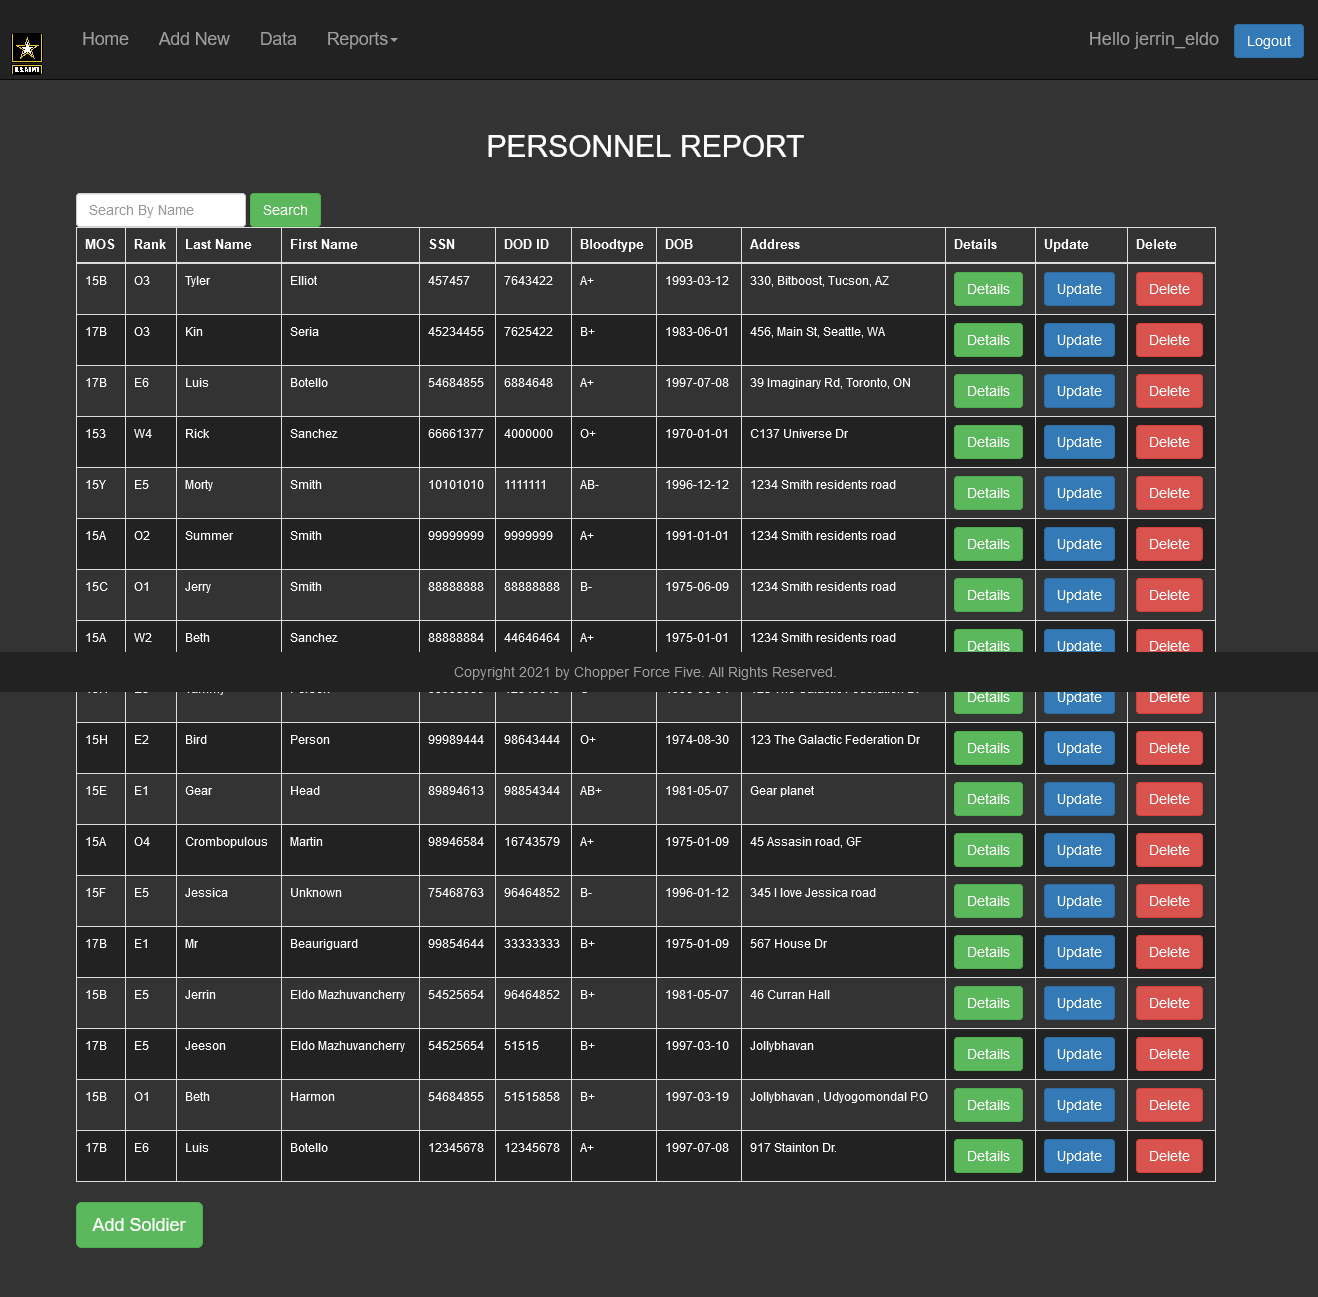 Home Add New Data Reports Hello jerrin_eldo Logout
U.S.ARMY
PERSONNEL REPORT
Search By Name Search
MOS Rank Last Name First Name SSN DOD ID Bloodtype DOB Address Details Update Delete
15B O3 Tyler Elliot 457457 7643422 A+ 1993-03-12 330, Bitboost, Tucson, AZ Details Update Delete
17B O3 Kin Seria 45234455 7625422 B+ 1983-06-01 456, Main St, Seattle, WA Details Update Delete
17B E6 Luis Botello 54684855 6884648 A+ 1997-07-08 39 Imaginary Rd, Toronto, ON Details Update Delete
153 W4 Rick Sanchez 66661377 4000000 O+ 1970-01-01 C137 Universe Dr Details Update Delete
15Y E5 Morty Smith 10101010 1111111 AB- 1996-12-12 1234 Smith residents road Details Update Delete
15A O2 Summer Smith 99999999 9999999 A+ 1991-01-01 1234 Smith residents road Details Update Delete
15C O1 Jerry Smith 88888888 88888888 B- 1975-06-09 1234 Smith residents road Details Update Delete
15A W2 Beth Sanchez 88888884 44646464 A+ 1975-01-01 1234 Smith residents road Details Update Delete
Copyright 2021 by Chopper Force Five. All Rights Reserved.
Details Update Delete
15H E2 Bird Person 99989444 98643444 O+ 1974-08-30 123 The Galactic Federation Dr Details Update Delete
15E E1 Gear Head 89894613 98854344 AB+ 1981-05-07 Gear planet Details Update Delete
15A O4 Crombopulous Martin 98946584 16743579 A+ 1975-01-09 45 Assasin road, GF Details Update Delete
15F E5 Jessica Unknown 75468763 96464852 B- 1996-01-12 345 I love Jessica road Details Update Delete
17B E1 Mr Beauriguard 99854644 33333333 B+ 1975-01-09 567 House Dr Details Update Delete
15B E5 Jerrin Eldo Mazhuvancherry 54525654 96464852 B+ 1981-05-07 46 Curran Hall Details Update Delete
17B E5 Jeeson Eldo Mazhuvancherry 54525654 51515 B+ 1997-03-10 Jollybhavan Details Update Delete
15B O1 Beth Harmon 54684855 51515858 B+ 1997-03-19 Jollybhavan , Udyogomondal P.O Details Update Delete
17B E6 Luis Botello 12345678 12345678 A+ 1997-07-08 917 Stainton Dr. Details Update Delete
Add Soldier